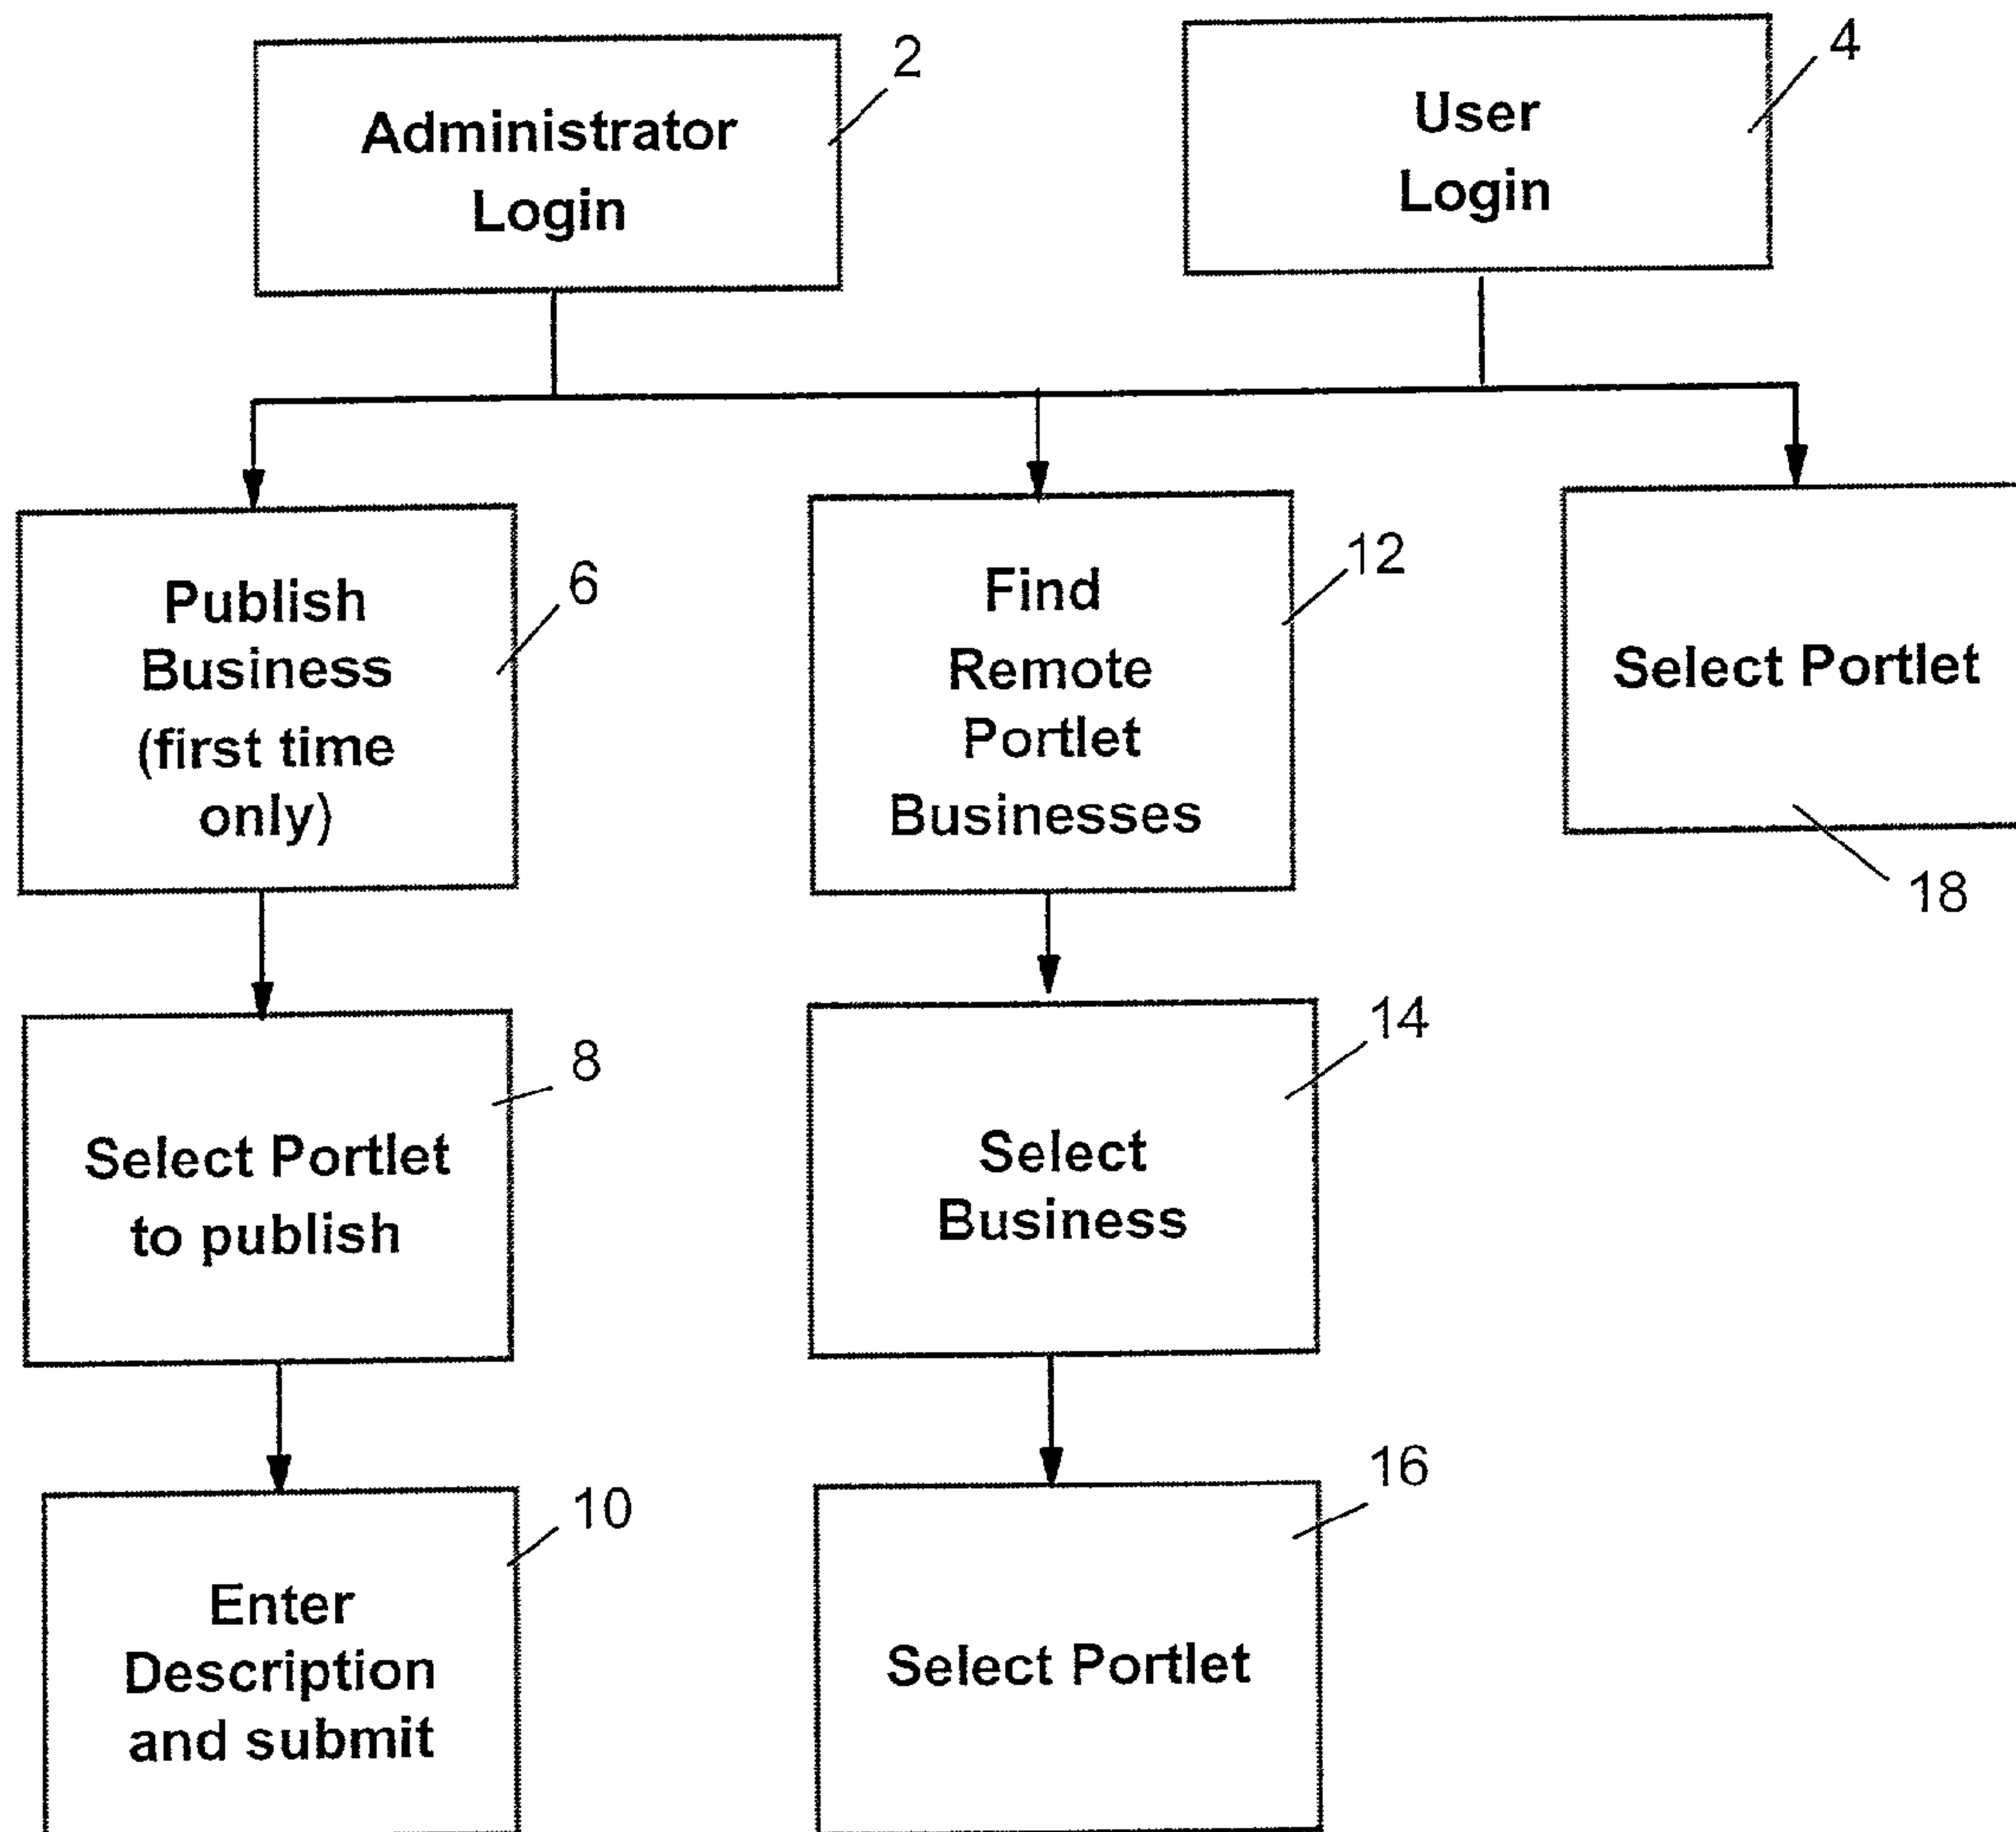 2
Administrator
Login
4
User
Login
6
Publish
Business
(first time
only)
12
Find
Remote
Portlet
Businesses
Select Portlet
18
8
Select Portlet
to publish
14
Select
Business
10
Enter
Description
and submit
16
Select Portlet